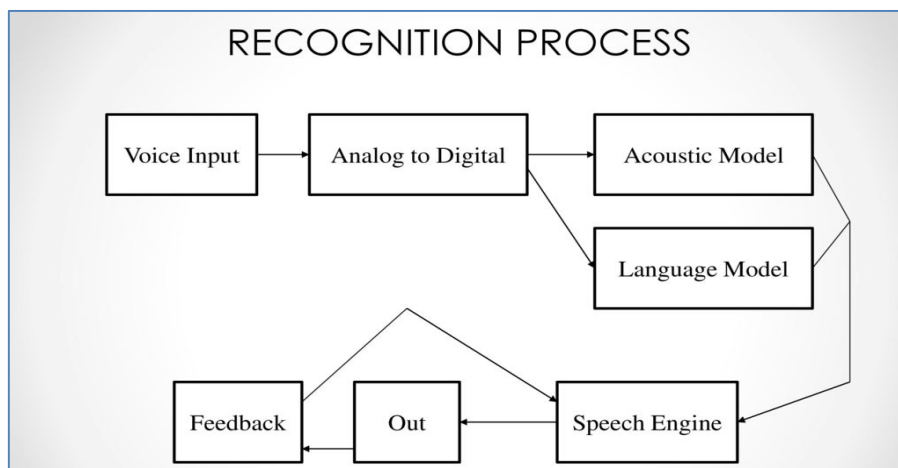 RECOGNITION PROCESS
Voice Input
Analog to Digital
Acoustic Model
Language Model
Feedback
Out
Speech Engine